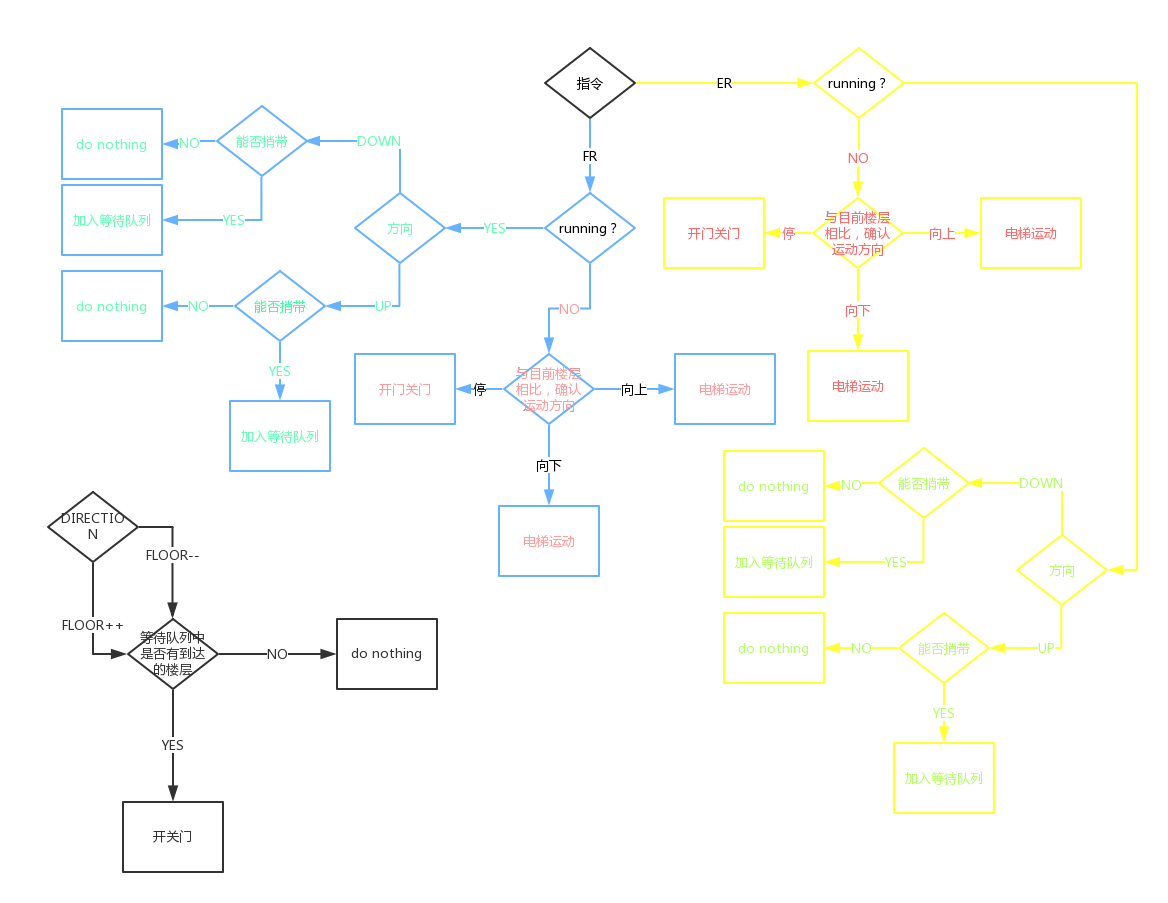 指令
ER
running ?
FR
NO
do nothing
NO
能否捎带
DOWN
加入等待队列
YES
方向
YES
running ?
开门关门
停
与目前楼层
相比，确认
运动方向
向上
电梯运动
do nothing
NO
能否捎带
UP
NO
向下
YES
加入等待队列
开门关门
停
与目前楼层
相比，确认
运动方向
向上
电梯运动
电梯运动
向下
电梯运动
do nothing
NO
能否捎带
DOWN
加入等待队列
YES
方向
do nothing
NO
能否捎带
UP
YES
加入等待队列
DIRECTIO
N
FLOOR--
FLOOR++
等待队列中
是否有到达
的楼层
NO
do nothing
YES
开关门